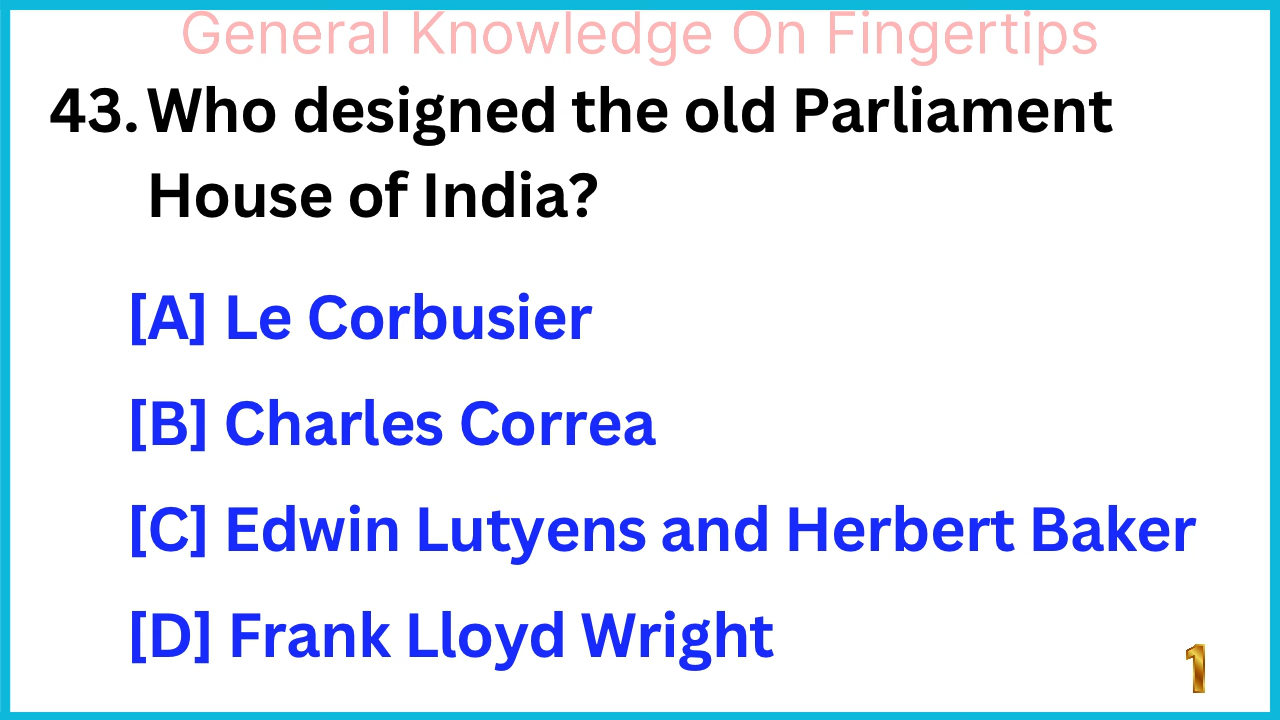 General Knowledge On Fingertips
43. Who designed the old Parliament
House of India?
[A] Le Corbusier
[B] Charles Correa
[C] Edwin Lutyens and Herbert Baker
[D] Frank Lloyd Wright
1